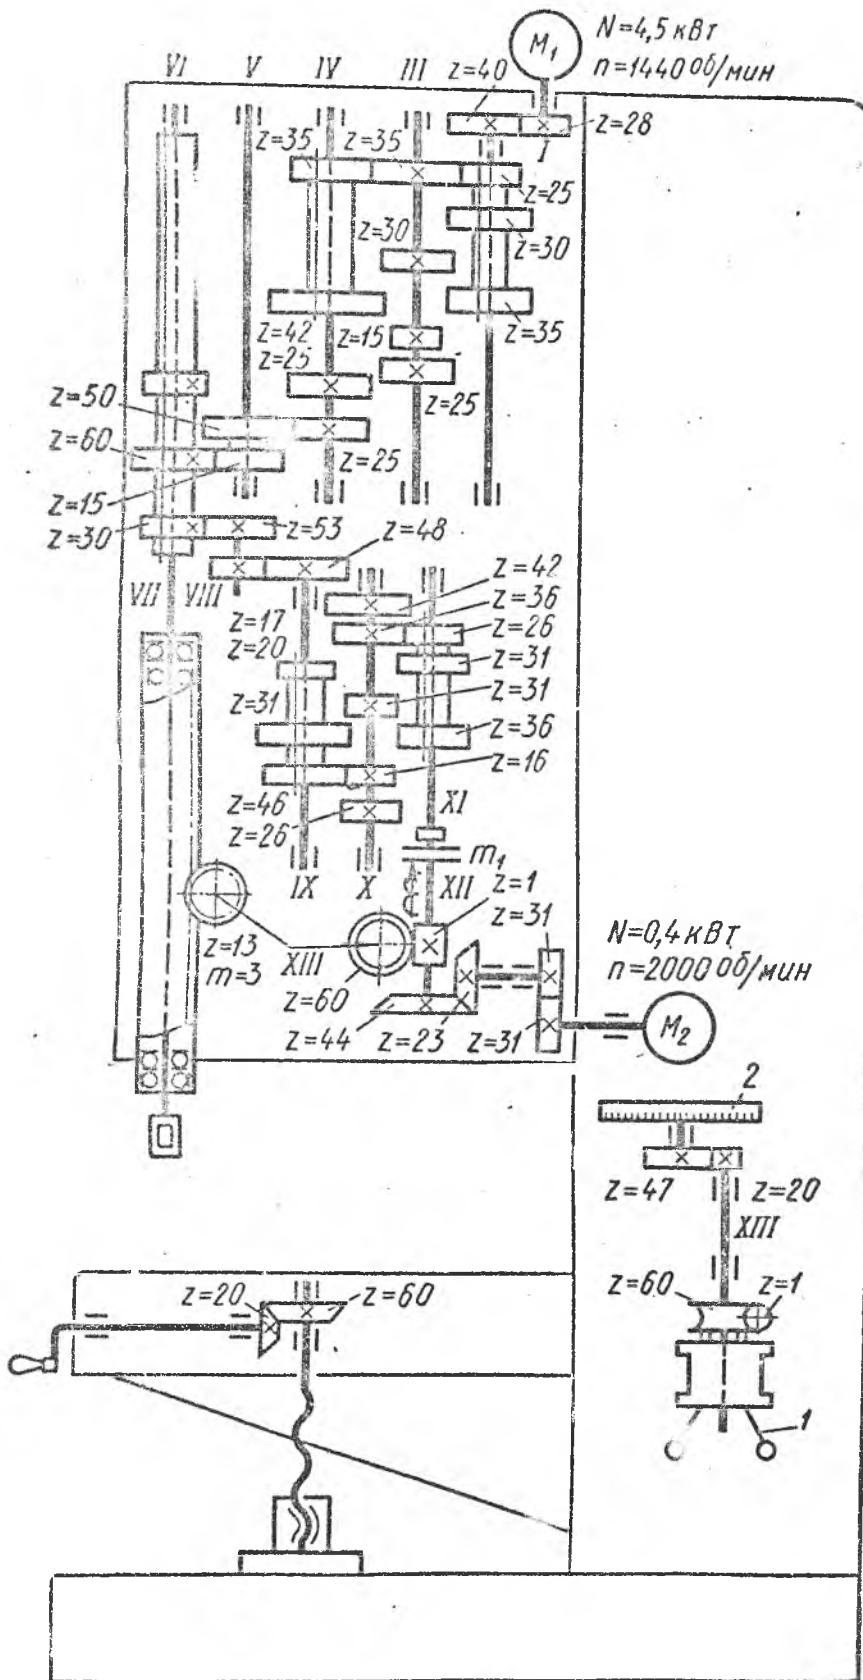 M₁
N=4,5 кВт
n=1440 об/мин
VI
V
IV
III
z=40
z=28
I
z=35
z=35
z=25
z=30
z=30
z=42
z=15
z=35
z=25
z=25
z=50
z=60
z=25
z=15
z=30
z=53
z=48
z=42
VII
VIII
z=36
z=17
z=26
z=20
z=31
z=31
z=31
z=36
z=16
z=46
z=26
XI
IX
X
m₁
XII
z=1
z=31
z=13
m=3
XIII
z=60
z=44
z=23
z=31
N=0,4 кВт
n=2000 об/мин
M₂
2
z=47
z=20
XIII
z=20
z=60
z=60
z=1
1